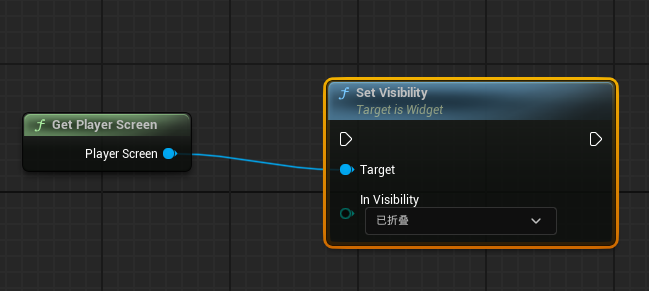 Get Player Screen
Player Screen
Set Visibility
Target is Widget
Target
In Visibility
已折叠